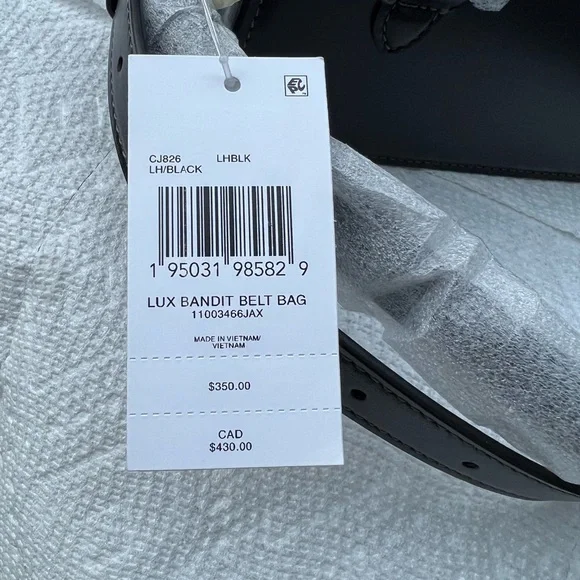 CJ826 LHBLK
LH/BLACK
1 95031 98582 9
LUX BANDIT BELT BAG
11003466JAX
MADE IN VIETNAM/
VIETNAM
$350.00
CAD
$430.00